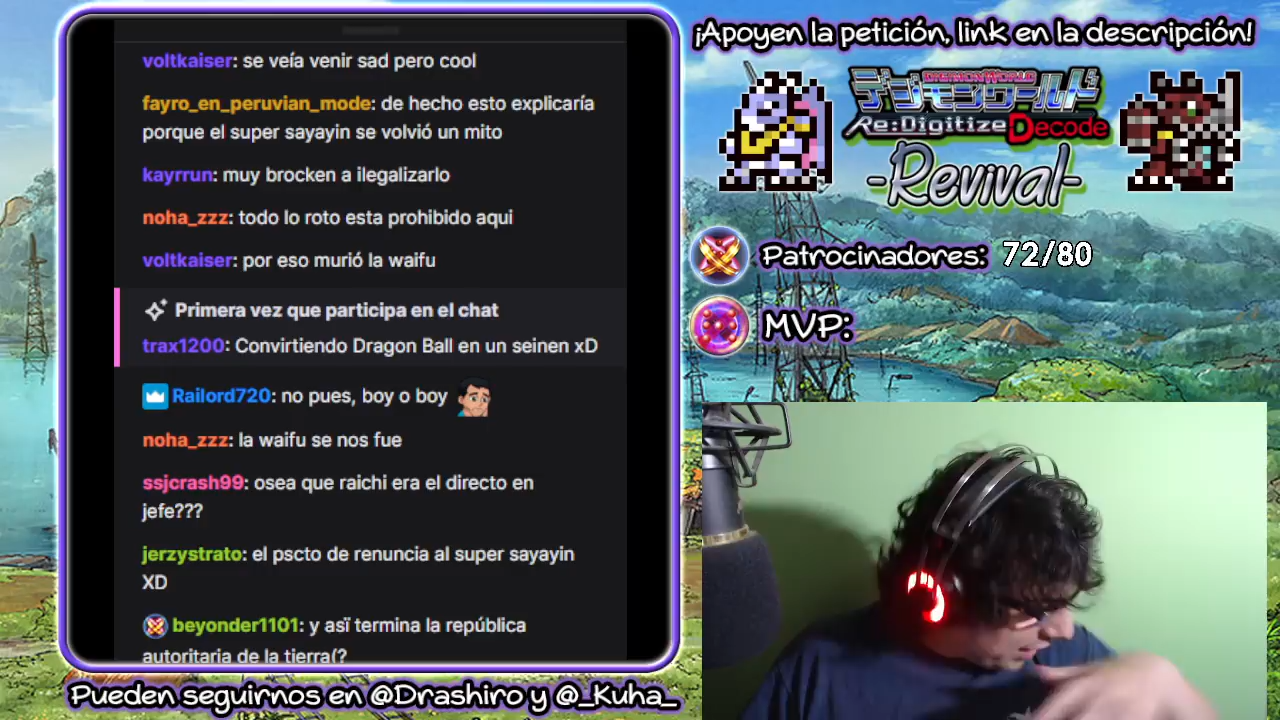 voltkaiser: se veía venir sad pero cool
fayro_en_peruvian_mode: de hecho esto explicaría
porque el super sayayin se volvió un mito
kayrrun: muy brocken a ilegalizarlo
noha_zzz: todo lo roto esta prohibido aqui
voltkaiser: por eso murió la waifu
Primera vez que participa en el chat
trax1200: Convirtiendo Dragon Ball en un seinen xD
Railord720: no pues, boy o boy
noha_zzz: la waifu se nos fue
ssjcrash99: osea que raichi era el directo en
jefe???
jerzystrato: el pscto de renuncia al super sayayin
XD
beyonder1101: y asï termina la república
autoritaria de la tierra(?
Pueden seguirnos en @Drashiro y @_Kuha_
¡Apoyen la petición, link en la descripción!
DIGIMON WORLD
デジモンワールド
Re:Digitize Decode
-Revival-
Patrocinadores: 72/80
MVP: